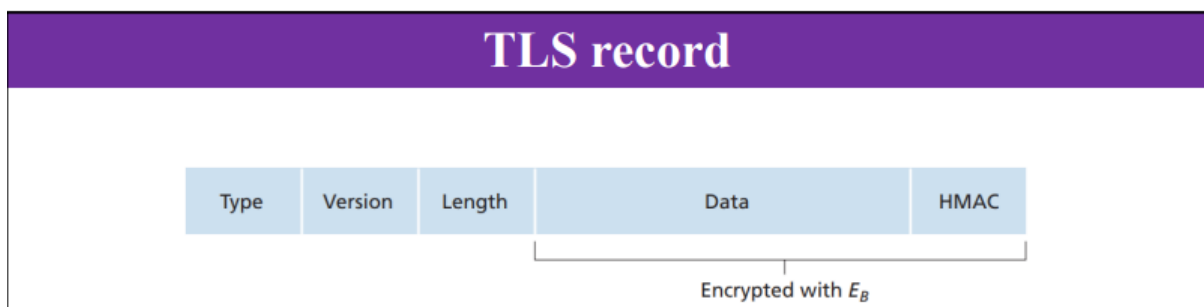 TLS record
Type Version Length Data HMAC
Encrypted with E_B